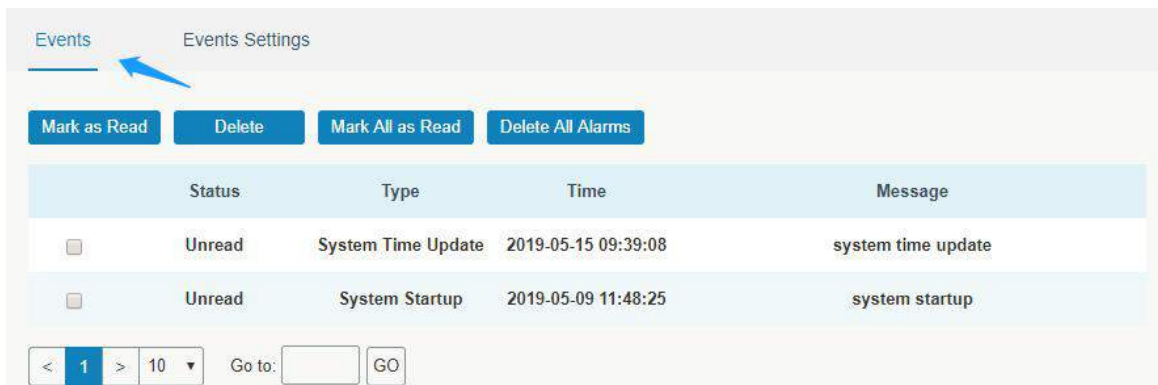 Events Events Settings
Mark as Read Delete Mark All as Read Delete All Alarms
Status Type Time Message
Unread System Time Update 2019-05-15 09:39:08 system time update
Unread System Startup 2019-05-09 11:48:25 system startup
< 1 > 10 Go to: GO